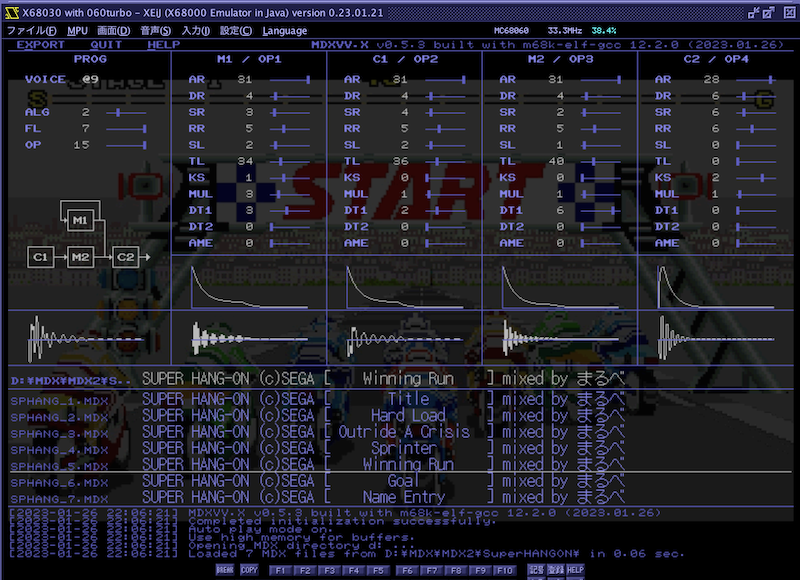 X68030 with 060turbo - XEiJ (X68000 Emulator in Java) version 0.23.01.21
ファイル(F) MPU 画面(D) 音声(S) 入力(I) 設定(C) Language MC68060 33.3MHz 38.4%
EXPORT QUIT HELP MDXVV.X v0.5.3 built with m68k-elf-gcc 12.2.0 (2023.01.26)
PROG M1 / OP1 C1 / OP2 M2 / OP3 C2 / OP4
VOICE @9 AR 31 AR 31 AR 31 AR 28
DR 4 DR 4 DR 4 DR 6
ALG 2 SR 3 SR 4 SR 2 SR 6
FL 7 RR 5 RR 5 RR 5 RR 6
OP 15 SL 2 SL 2 SL 1 SL 0
TL 34 TL 36 TL 40 TL 0
KS 1 KS 0 KS 0 KS 2
MUL 3 MUL 1 MUL 1 MUL 1
DT1 3 DT1 2 DT1 6 DT1 0
DT2 0 DT2 0 DT2 0 DT2 0
AME 0 AME 0 AME 0 AME 0
START
M1
C1 M2 C2
D:¥MDX¥MDX2¥S.. SUPER HANG-ON (c)SEGA [ Winning Run ] mixed by まるべ
SPHANG_1.MDX SUPER HANG-ON (c)SEGA [ Title ] mixed by まるべ
SPHANG_2.MDX SUPER HANG-ON (c)SEGA [ Hard Load ] mixed by まるべ
SPHANG_3.MDX SUPER HANG-ON (c)SEGA [ Outride A Crisis ] mixed by まるべ
SPHANG_4.MDX SUPER HANG-ON (c)SEGA [ Sprinter ] mixed by まるべ
SPHANG_5.MDX SUPER HANG-ON (c)SEGA [ Winning Run ] mixed by まるべ
SPHANG_6.MDX SUPER HANG-ON (c)SEGA [ Goal ] mixed by まるべ
SPHANG_7.MDX SUPER HANG-ON (c)SEGA [ Name Entry ] mixed by まるべ
[2023-01-26 22:06:21] MDXVV.X v0.5.3 built with m68k-elf-gcc 12.2.0 (2023.01.26)
[2023-01-26 22:06:21] Completed initialization successfully.
[2023-01-26 22:06:21] Auto play mode on.
[2023-01-26 22:06:21] Use high memory for buffers.
[2023-01-26 22:06:21] Opening MDX directory d:..
[2023-01-26 22:06:21] Loaded 7 MDX files from D:¥MDX¥MDX2¥SuperHANGON¥ in 0.06 sec.
BREAK COPY F1 F2 F3 F4 F5 F6 F7 F8 F9 F10 記号 登録 HELP